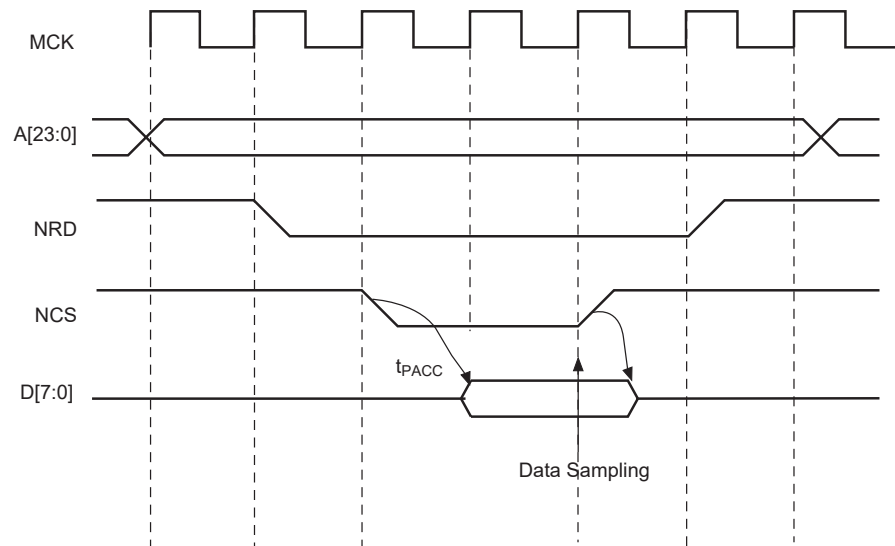 MCK
A[23:0]
NRD
NCS
tPACC
D[7:0]
Data Sampling